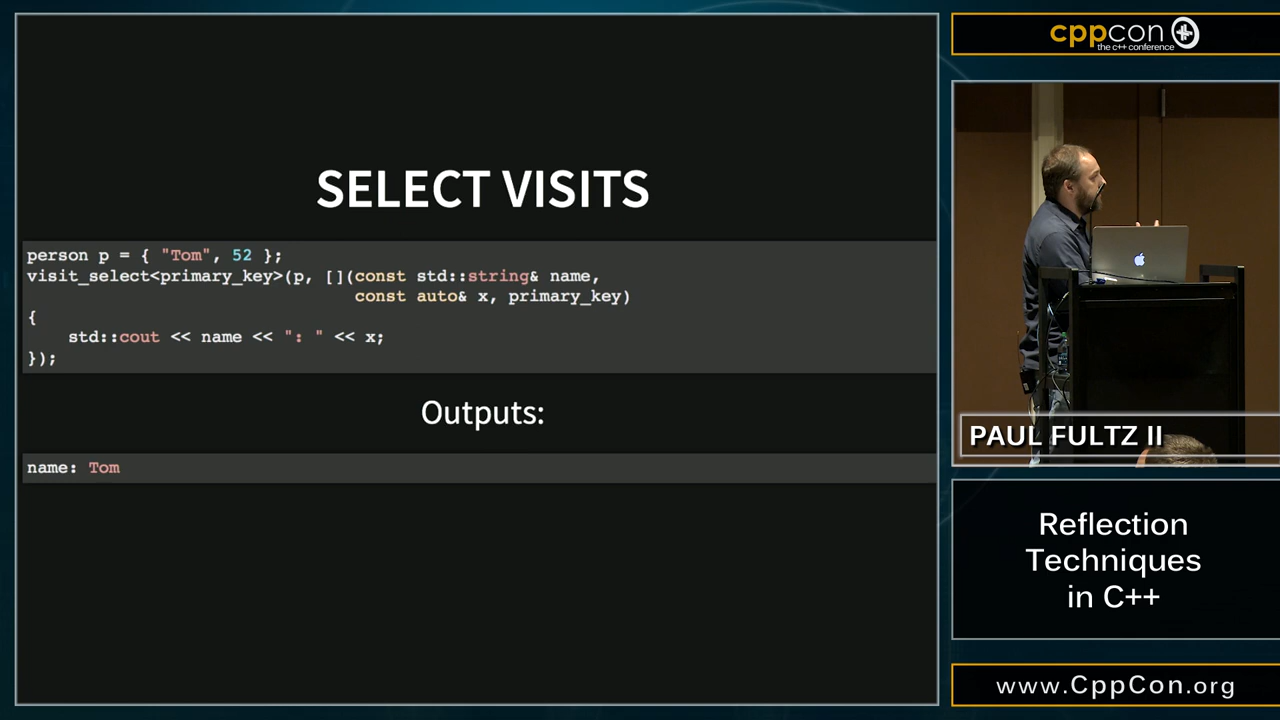 SELECT VISITS
person p = { "Tom", 52 };
visit_select<primary_key>(p, [](const std::string& name,
const auto& x, primary_key)
{
std::cout << name << ": " << x;
});
Outputs:
name: Tom
cppcon
the c++ conference
PAUL FULTZ II
Reflection
Techniques
in C++
www.CppCon.org